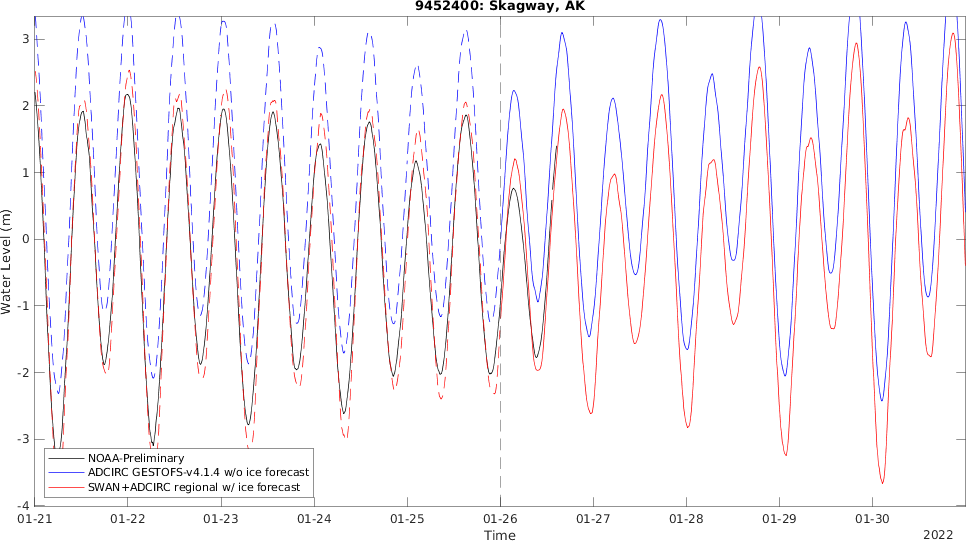 9452400: Skagway, AK
Water Level (m)
3
2
1
0
-1
-2
-3
-4
NOAA-Preliminary
ADCIRC GESTOFS-v4.1.4 w/o ice forecast
SWAN+ADCIRC regional w/ ice forecast
01-21 01-22 01-23 01-24 01-25 01-26 01-27 01-28 01-29 01-30
Time
2022